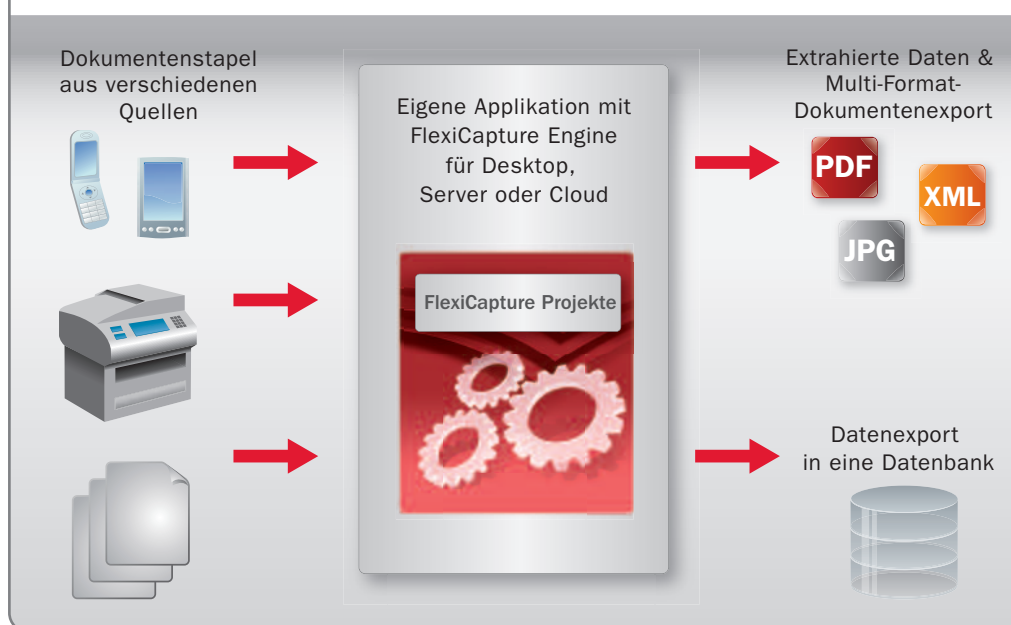 Dokumentenstapel
aus verschiedenen
Quellen
Eigene Applikation mit
FlexiCapture Engine
für Desktop,
Server oder Cloud
FlexiCapture Projekte
Extrahierte Daten &
Multi-Format-
Dokumentenexport
PDF
XML
JPG
Datenexport
in eine Datenbank